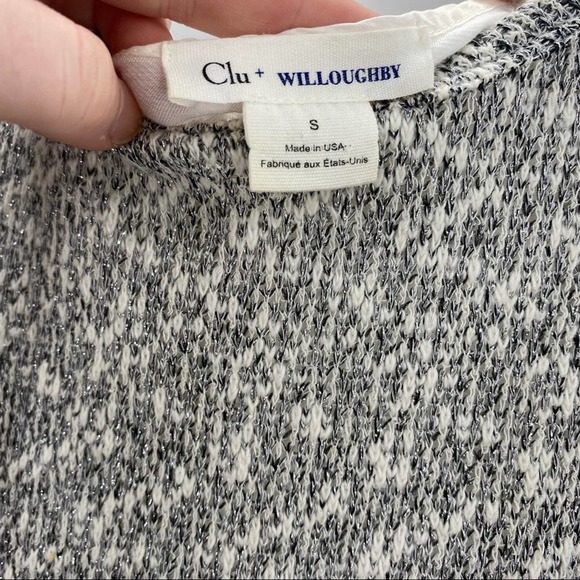 Clu + WILLOUGHBY
S
Made in USA
Fabriqué aux États-Unis